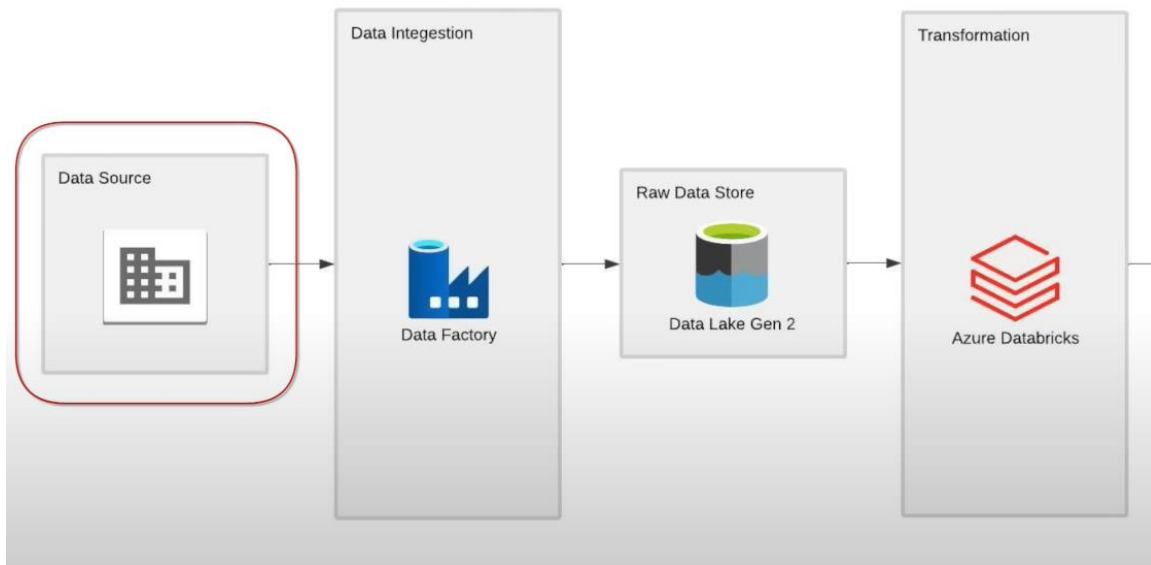 Data Source
Data Integestion
Data Factory
Raw Data Store
Data Lake Gen 2
Transformation
Azure Databricks